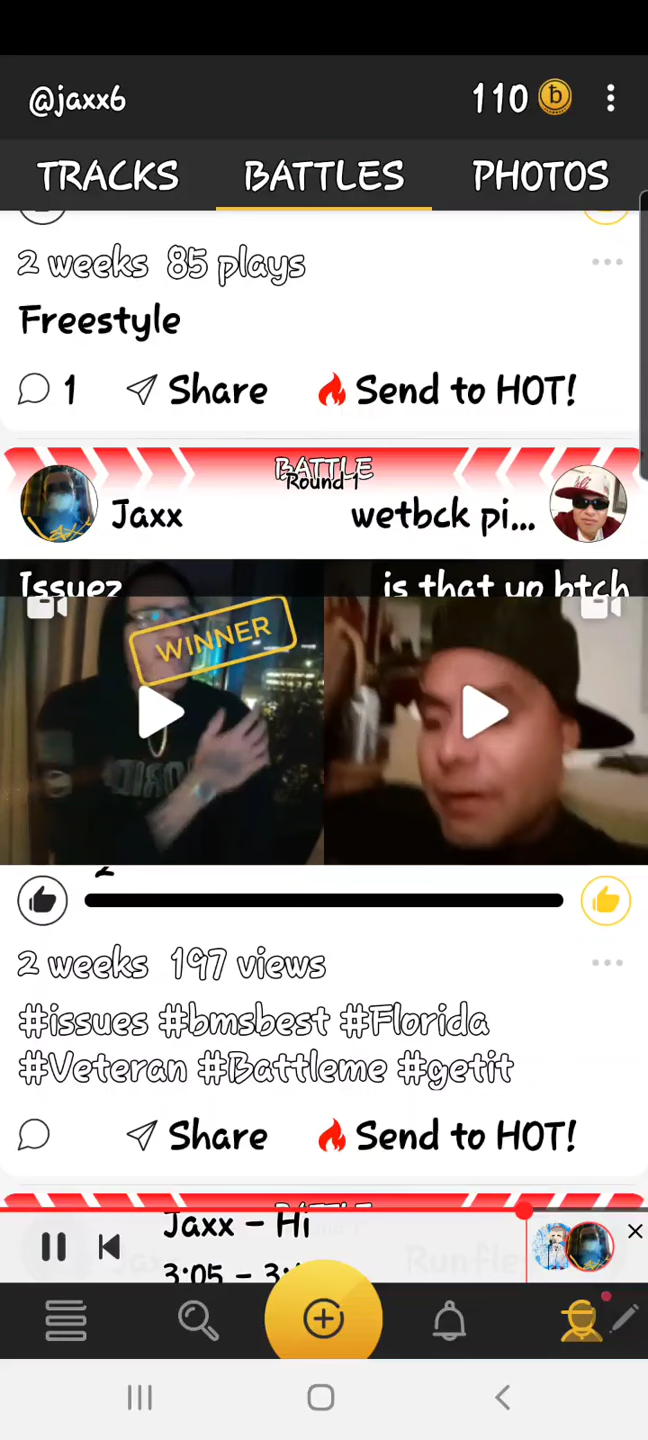 @jaxx6
110
TRACKS BATTLES PHOTOS
2 weeks 85 plays
Freestyle
1 Share Send to HOT!
BATTLE
Round 1
Jaxx wetbck pi...
Issuez is that yo btch
WINNER
2
2 weeks 197 views
#issues #bmsbest #Florida
#Veteran #Battleme #getit
Share Send to HOT!
BATTLE
Jaxx – Hi
3:05 –